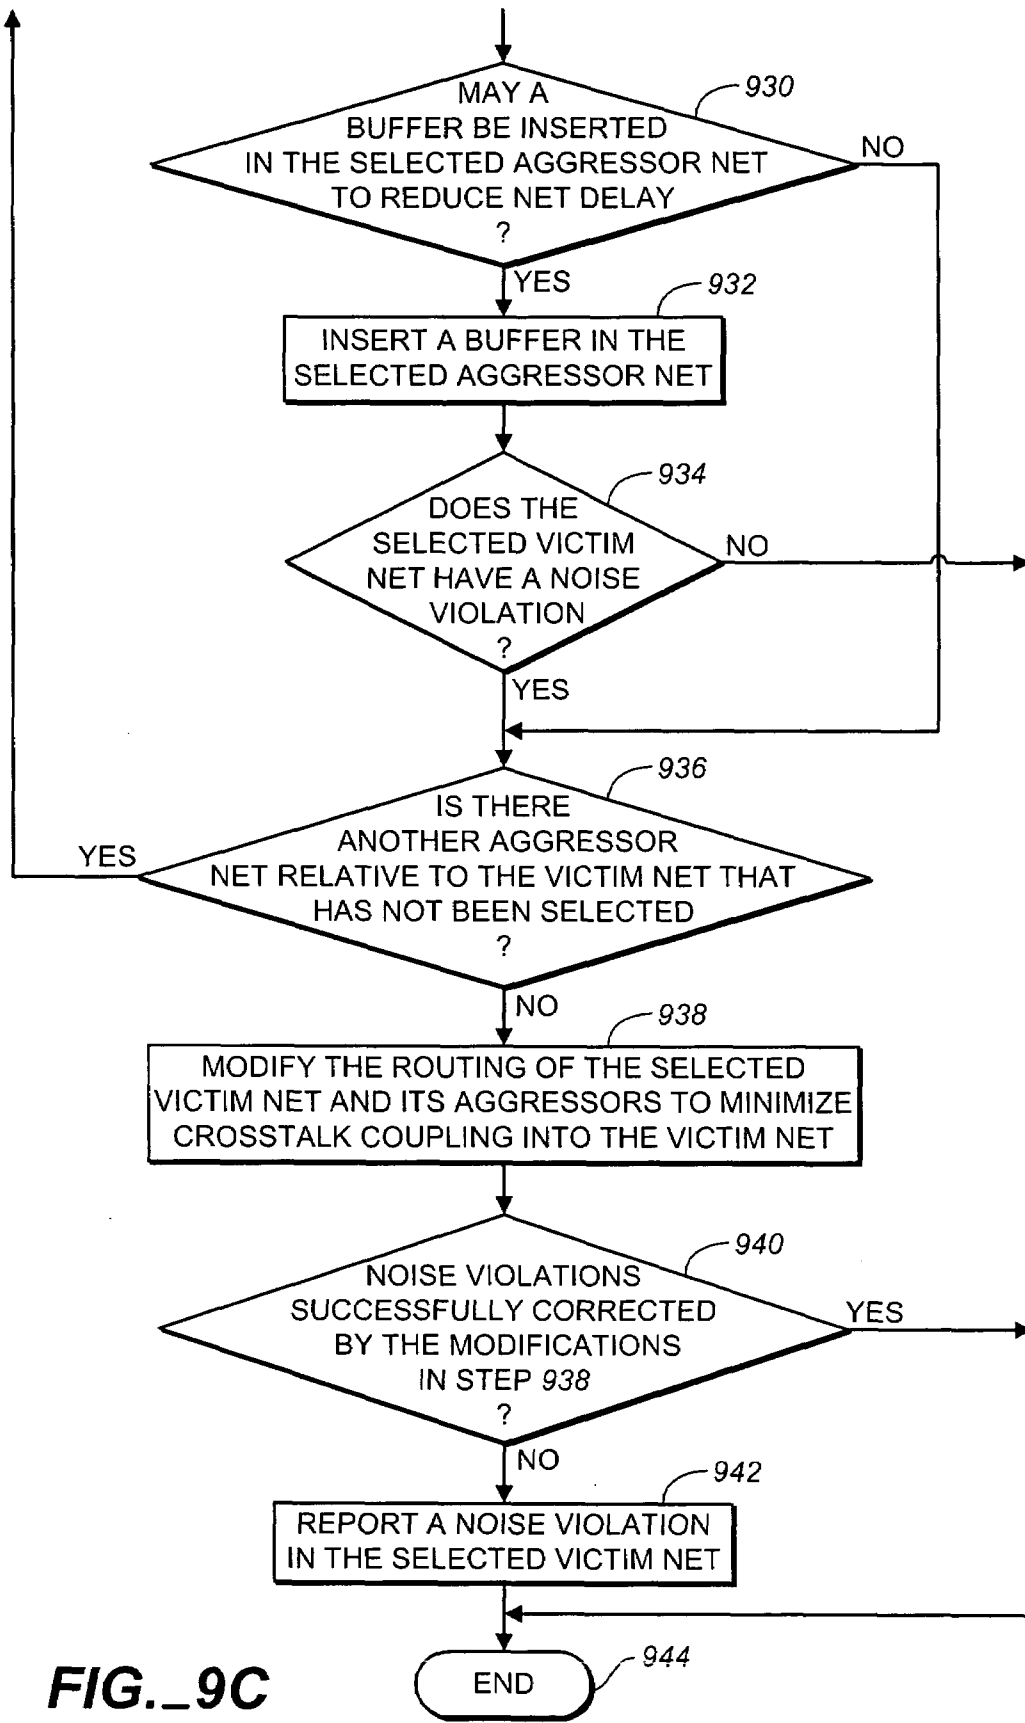 930
MAY A
BUFFER BE INSERTED
IN THE SELECTED AGGRESSOR NET
TO REDUCE NET DELAY
?
NO
YES
932
INSERT A BUFFER IN THE
SELECTED AGGRESSOR NET
934
DOES THE
SELECTED VICTIM
NET HAVE A NOISE
VIOLATION
?
NO
YES
936
IS THERE
ANOTHER AGGRESSOR
NET RELATIVE TO THE VICTIM NET THAT
HAS NOT BEEN SELECTED
?
YES
NO
938
MODIFY THE ROUTING OF THE SELECTED
VICTIM NET AND ITS AGGRESSORS TO MINIMIZE
CROSSTALK COUPLING INTO THE VICTIM NET
940
NOISE VIOLATIONS
SUCCESSFULLY CORRECTED
BY THE MODIFICATIONS
IN STEP 938
?
YES
NO
942
REPORT A NOISE VIOLATION
IN THE SELECTED VICTIM NET
944
END
FIG._9C